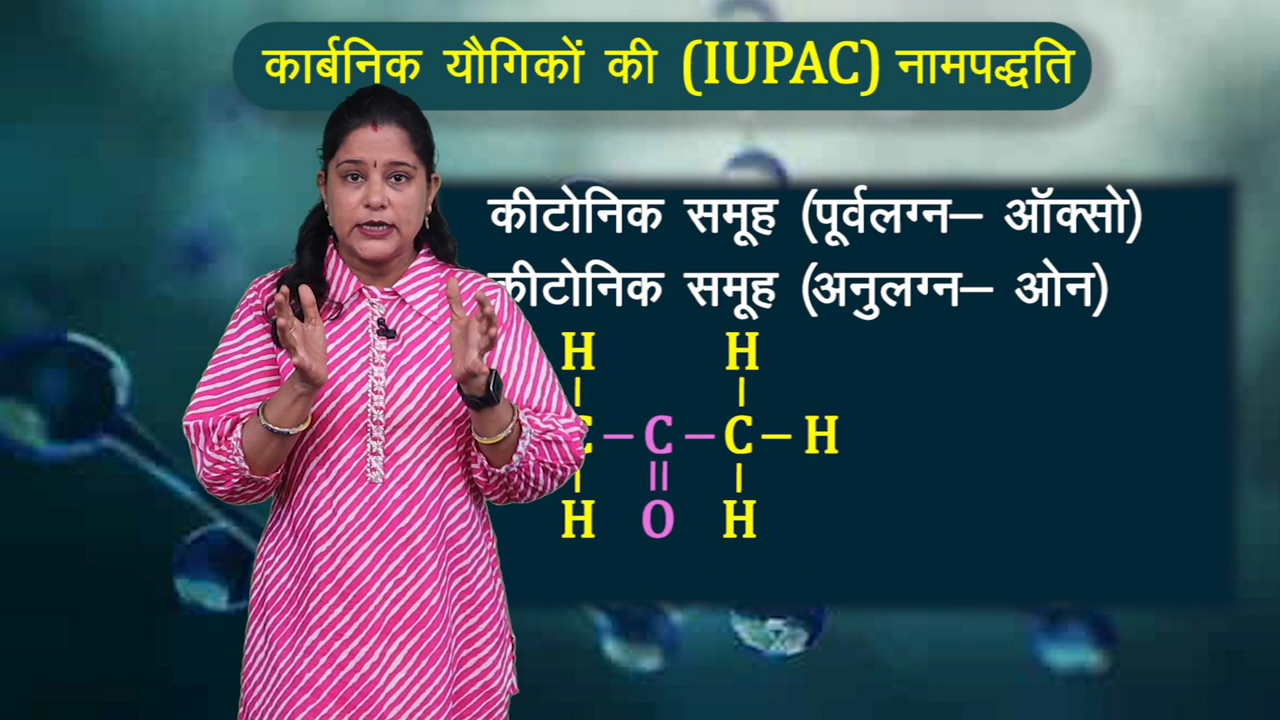 कार्बनिक यौगिकों की (IUPAC) नामपद्धति
कीटोनिक समूह (पूर्वलग्न– ऑक्सो)
कीटोनिक समूह (अनुलग्न– ओन)
H H
C – C – C – H
H O H